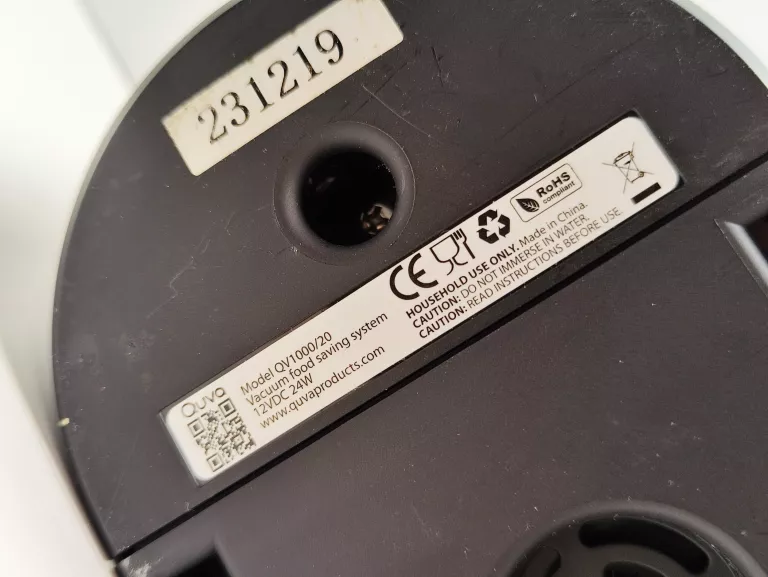 231219
Quva
Model QV1000/20
Vacuum food saving system
12VDC 24W
www.quvaproducts.com
CE
RoHS
compliant
HOUSEHOLD USE ONLY. Made in China.
CAUTION: DO NOT IMMERSE IN WATER.
CAUTION: READ INSTRUCTIONS BEFORE USE.